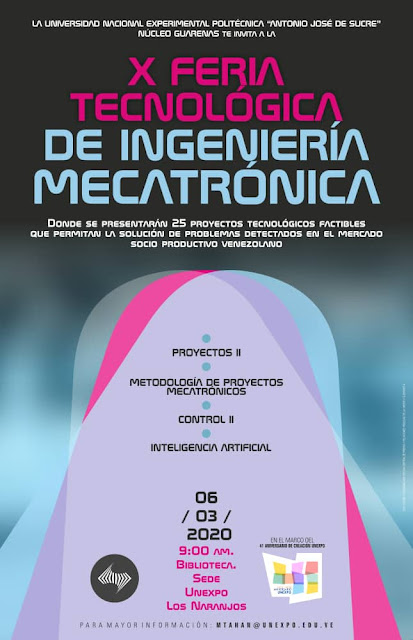 LA UNIVERSIDAD NACIONAL EXPERIMENTAL POLITÉCNICA "ANTONIO JOSÉ DE SUCRE"
NÚCLEO GUARENAS TE INVITA A LA
X FERIA
TECNOLÓGICA
DE INGENIERÍA
MECATRÓNICA
DONDE SE PRESENTARÁN 25 PROYECTOS TECNOLÓGICOS FACTIBLES
QUE PERMITAN LA SOLUCIÓN DE PROBLEMAS DETECTADOS EN EL MERCADO
SOCIO PRODUCTIVO VENEZOLANO
PROYECTOS II
METODOLOGÍA DE PROYECTOS
MECATRÓNICOS
CONTROL II
INTELIGENCIA ARTIFICIAL
06
/ 03 /
2020
9:00 AM.
BIBLIOTECA.
SEDE
UNEXPO
LOS NARANJOS
EN EL MARCO DEL
41 ANIVERSARIO DE CREACIÓN UNEXPO
PARA MAYOR INFORMACIÓN: MTAHAN@UNEXPO.EDU.VE